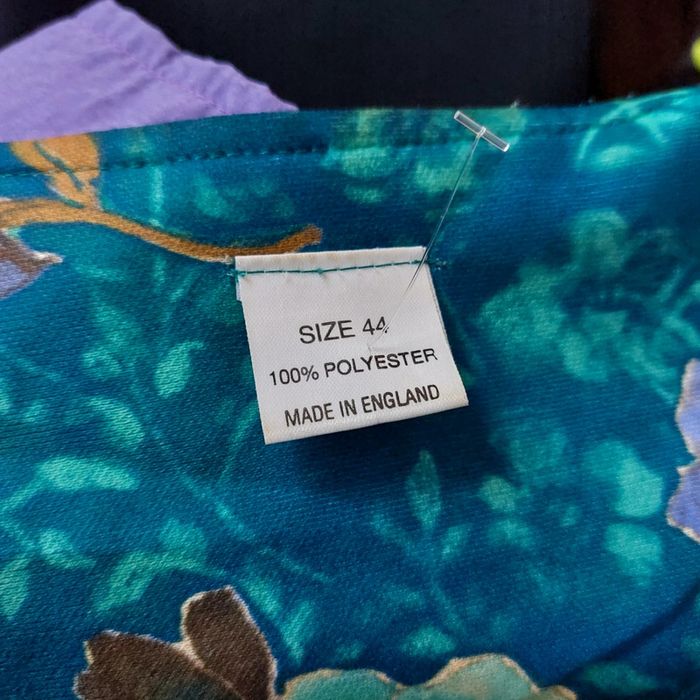 SIZE 44
100% POLYESTER
MADE IN ENGLAND